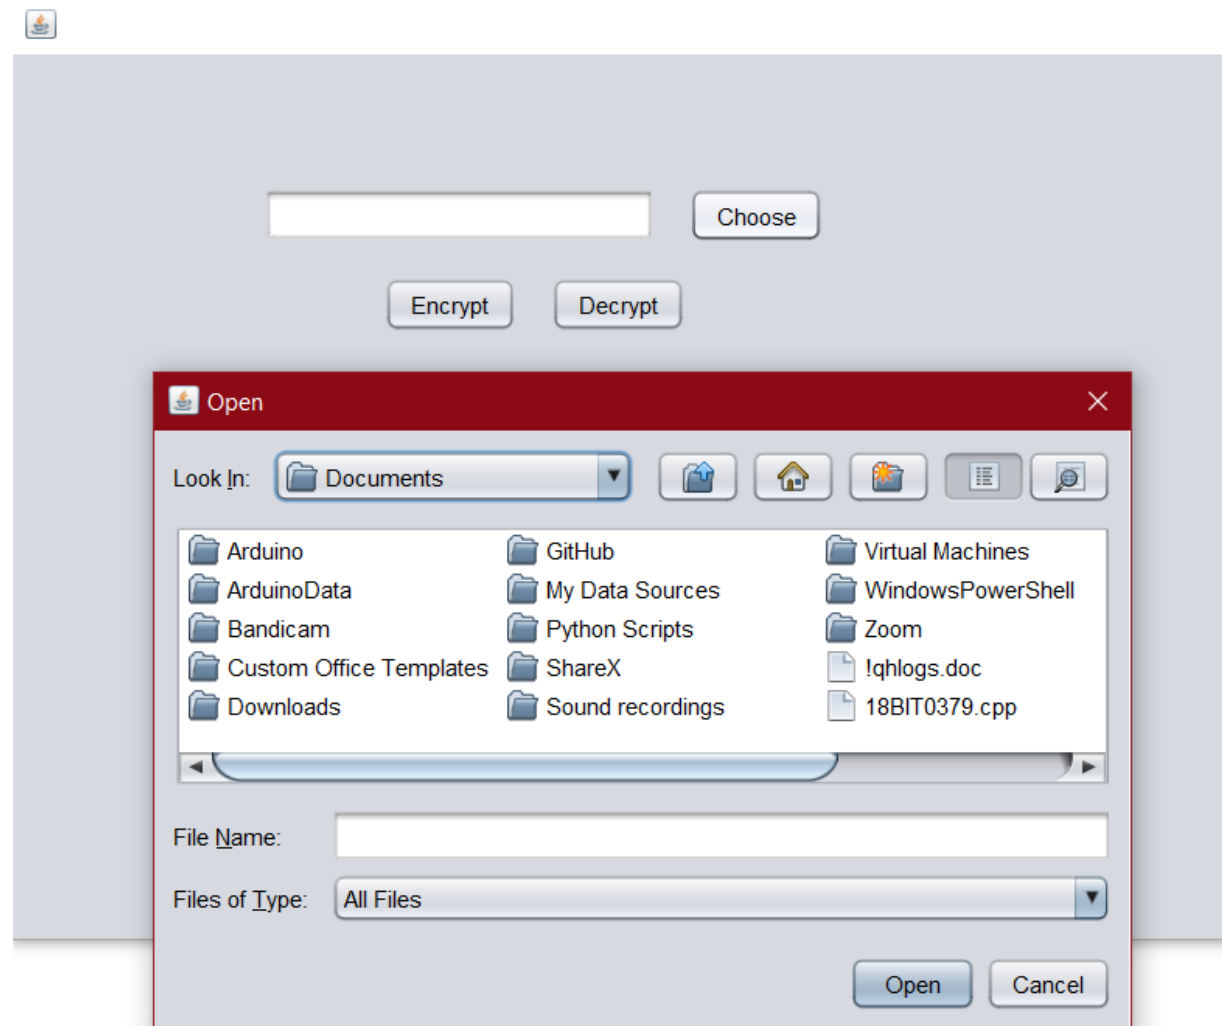 Choose
Encrypt Decrypt
Open
Look In: Documents
Arduino GitHub Virtual Machines
ArduinoData My Data Sources WindowsPowerShell
Bandicam Python Scripts Zoom
Custom Office Templates ShareX !qhlogs.doc
Downloads Sound recordings 18BIT0379.cpp
File Name:
Files of Type: All Files
Open Cancel